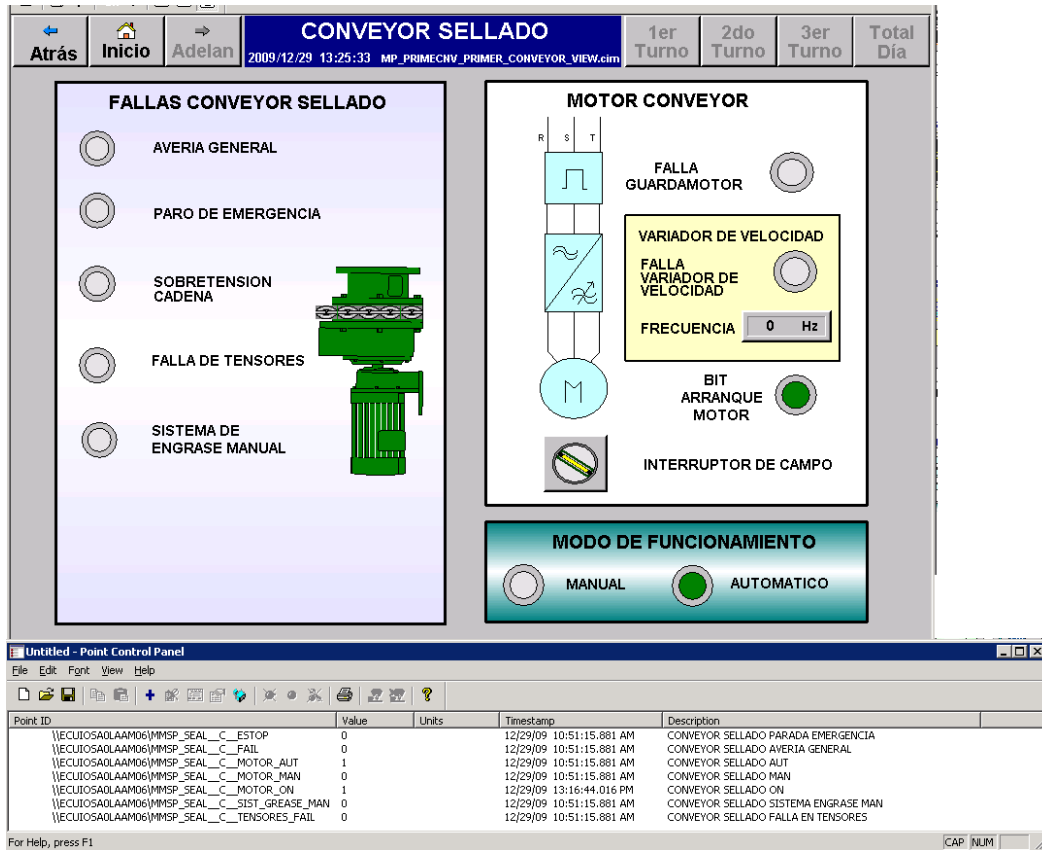 Atrás
Inicio
Adelan
CONVEYOR SELLADO
2009/12/29 13:25:33 MP_PRIMECNV_PRIMER_CONVEYOR_VIEW.cim
1er
Turno
2do
Turno
3er
Turno
Total
Día
FALLAS CONVEYOR SELLADO
AVERIA GENERAL
PARO DE EMERGENCIA
SOBRETENSION
CADENA
FALLA DE TENSORES
SISTEMA DE
ENGRASE MANUAL
MOTOR CONVEYOR
R S T
FALLA
GUARDAMOTOR
VARIADOR DE VELOCIDAD
FALLA
VARIADOR DE
VELOCIDAD
FRECUENCIA 0 Hz
M
BIT
ARRANQUE
MOTOR
INTERRUPTOR DE CAMPO
MODO DE FUNCIONAMIENTO
MANUAL
AUTOMATICO
Untitled - Point Control Panel
File Edit Font View Help
Point ID Value Units Timestamp Description
\\ECUIOSA0LAAM06\MMSP_SEAL__C__ESTOP 0 12/29/09 10:51:15.881 AM CONVEYOR SELLADO PARADA EMERGENCIA
\\ECUIOSA0LAAM06\MMSP_SEAL__C__FAIL 0 12/29/09 10:51:15.881 AM CONVEYOR SELLADO AVERIA GENERAL
\\ECUIOSA0LAAM06\MMSP_SEAL__C__MOTOR_AUT 1 12/29/09 10:51:15.881 AM CONVEYOR SELLADO AUT
\\ECUIOSA0LAAM06\MMSP_SEAL__C__MOTOR_MAN 0 12/29/09 10:51:15.881 AM CONVEYOR SELLADO MAN
\\ECUIOSA0LAAM06\MMSP_SEAL__C__MOTOR_ON 1 12/29/09 13:16:44.016 PM CONVEYOR SELLADO ON
\\ECUIOSA0LAAM06\MMSP_SEAL__C__SIST_GREASE_MAN 0 12/29/09 10:51:15.881 AM CONVEYOR SELLADO SISTEMA ENGRASE MAN
\\ECUIOSA0LAAM06\MMSP_SEAL__C__TENSORES_FAIL 0 12/29/09 10:51:15.881 AM CONVEYOR SELLADO FALLA EN TENSORES
For Help, press F1
CAP NUM